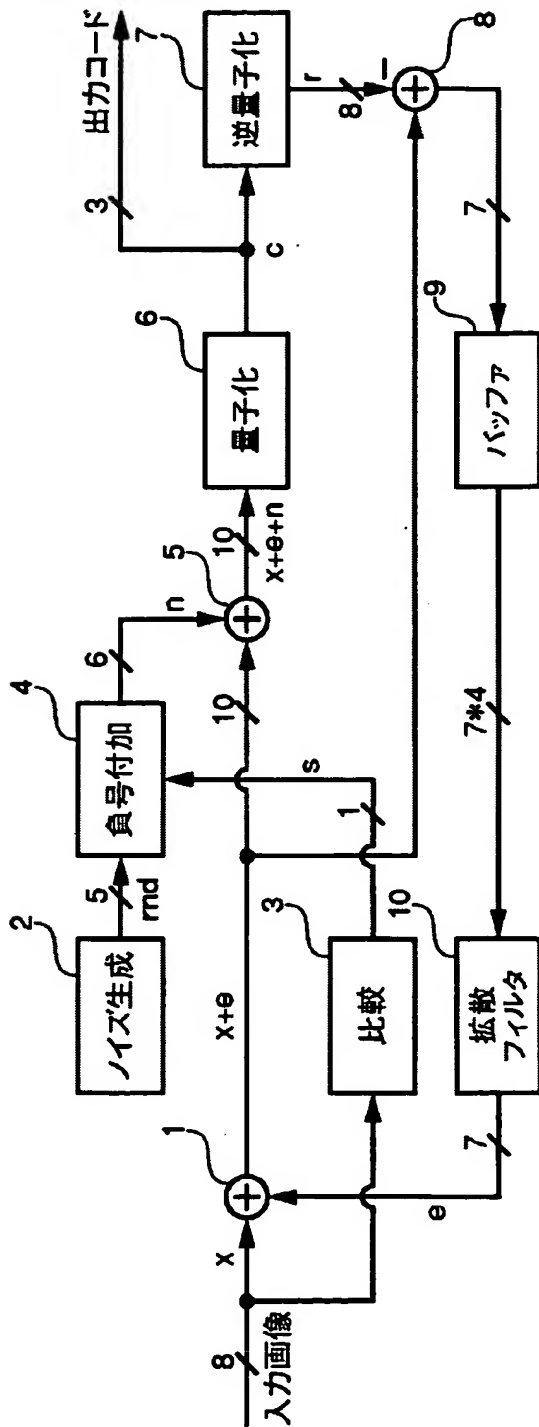 8
入力画像
x
1
+
e
x+e
2
ノイズ生成
5
rnd
4
負号付加
6
n
3
比較
1
s
10
5
+
10
x+e+n
6
量子化
c
3
出力コード
7
逆量子化
r
8
−
+
8
7
9
バッファ
7*4
10
拡散
フィルタ
7